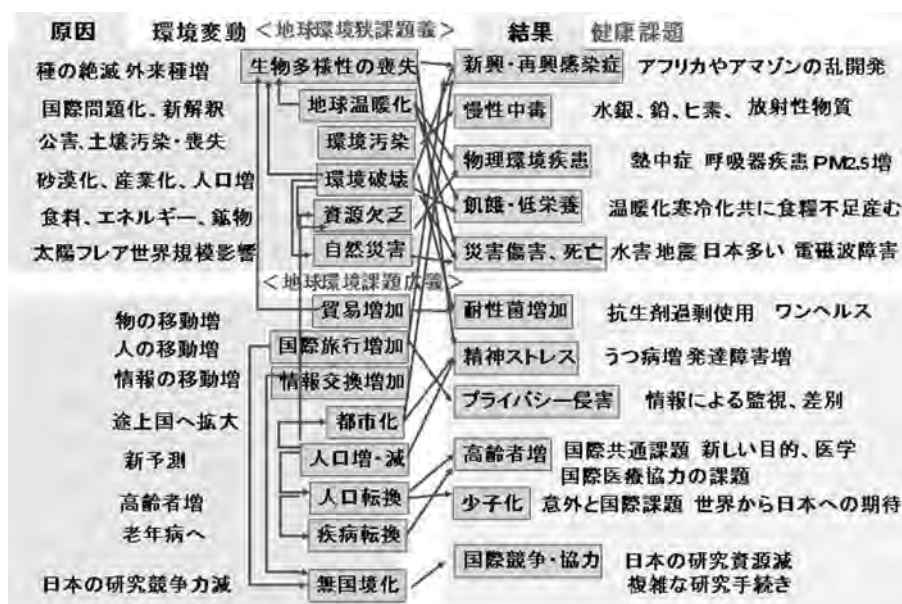 原因 環境変動 <地球環境狭課題義> 結果 健康課題
種の絶滅 外来種増 生物多様性の喪失 新興・再興感染症 アフリカやアマゾンの乱開発
国際問題化、新解釈 地球温暖化 慢性中毒 水銀、鉛、ヒ素、 放射性物質
公害、土壌汚染・喪失 環境汚染
物理環境疾患 熱中症 呼吸器疾患 PM2.5増
砂漠化、産業化、人口増 環境破壊
食料、エネルギー、鉱物 資源欠乏 飢餓・低栄養 温暖化寒冷化共に食糧不足産む
太陽フレア世界規模影響 自然災害 災害傷害、死亡 水害 地震 日本多い 電磁波障害
<地球環境課題広義>
物の移動増 貿易増加 耐性菌増加 抗生剤過剰使用 ワンヘルス
人の移動増 国際旅行増加 精神ストレス うつ病増 発達障害増
情報の移動増 情報交換増加
プライバシー侵害 情報による監視、差別
途上国へ拡大 都市化
新予測 人口増・減 高齢者増 国際共通課題 新しい目的、医学
国際医療協力の課題
高齢者増 人口転換 少子化 意外と国際課題 世界から日本への期待
老年病へ 疾病転換
国際競争・協力 日本の研究資源減
日本の研究競争力減 無国境化 複雑な研究手続き